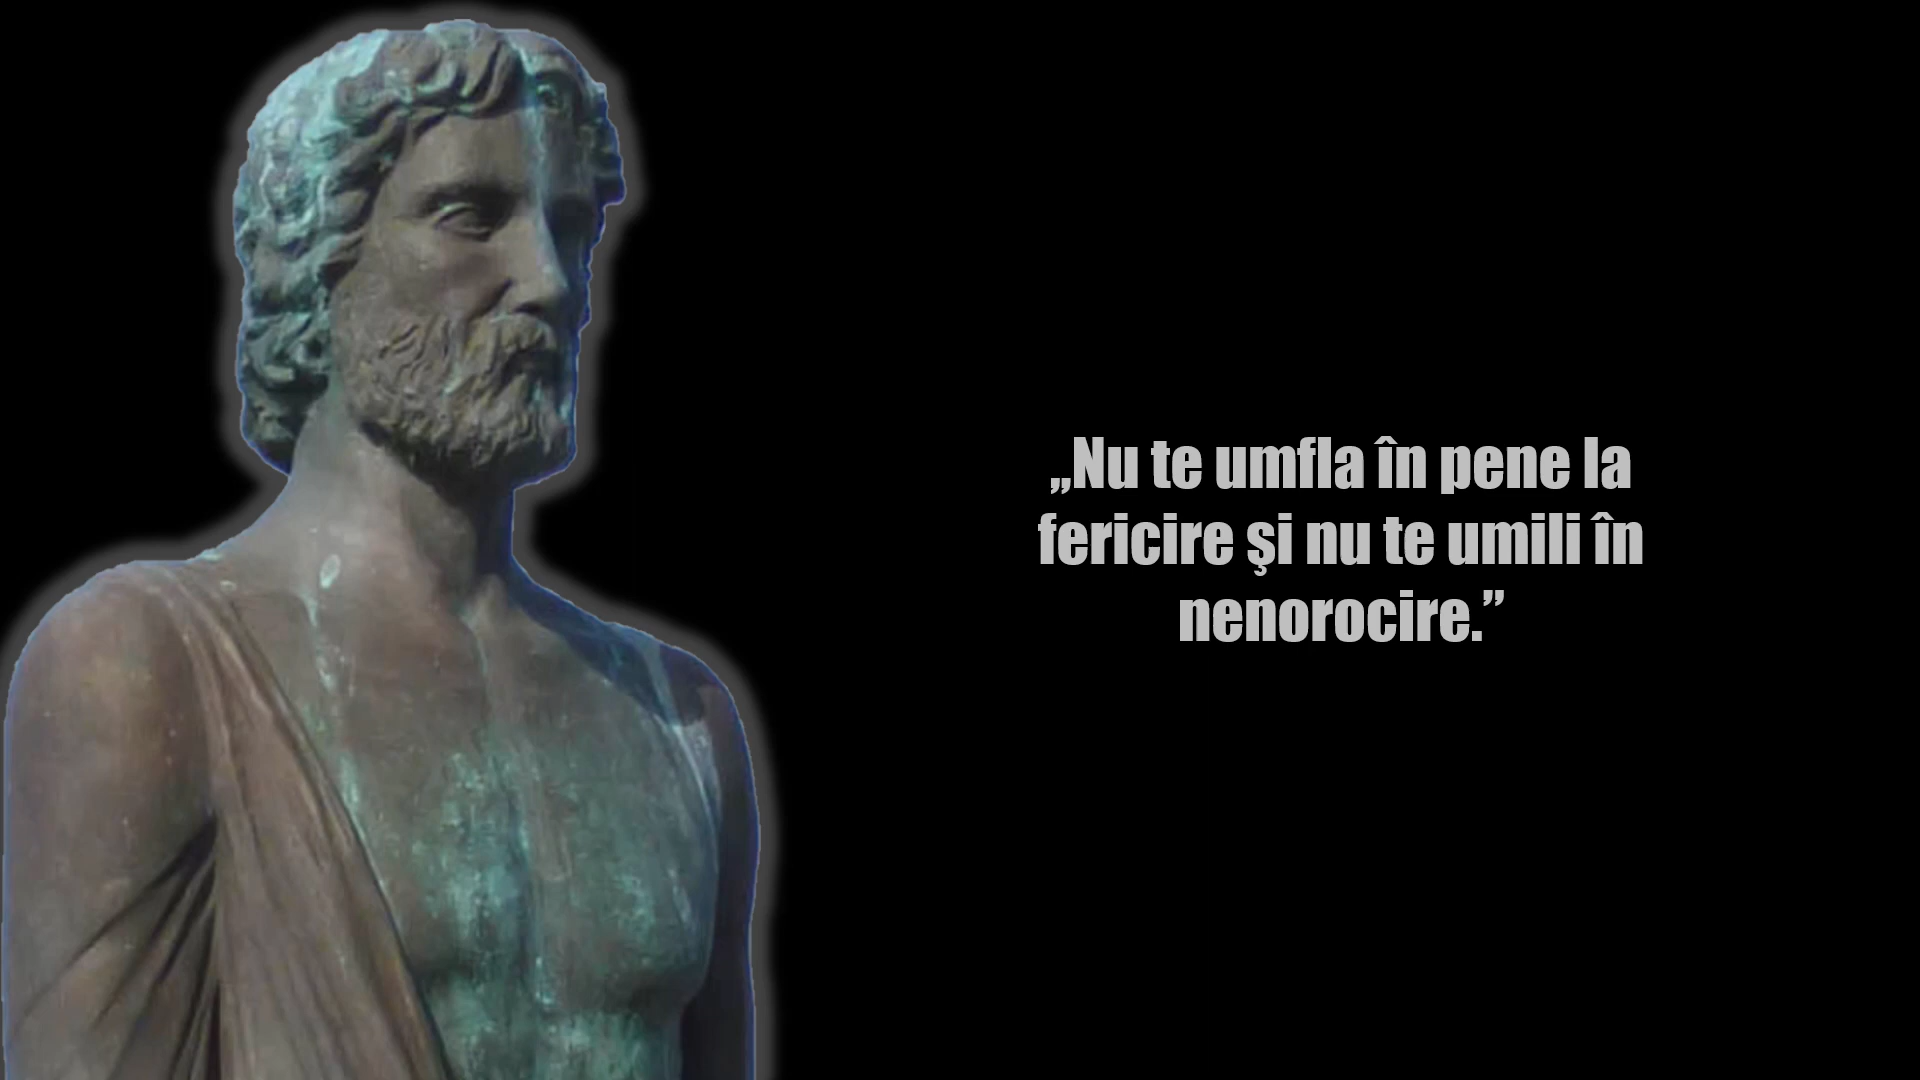 „Nu te umfla în pene la
fericire şi nu te umili în
nenorocire.”